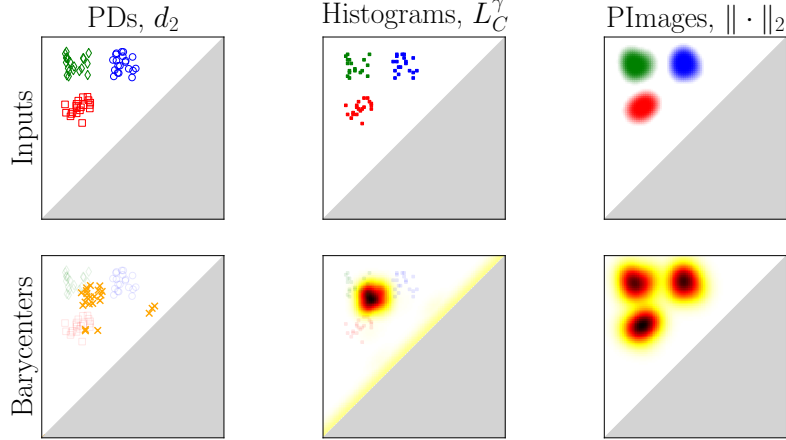 PDs, $d_2$
Histograms, $L_C^\gamma$
PImages, $\| \cdot \|_2$
Inputs
Barycenters